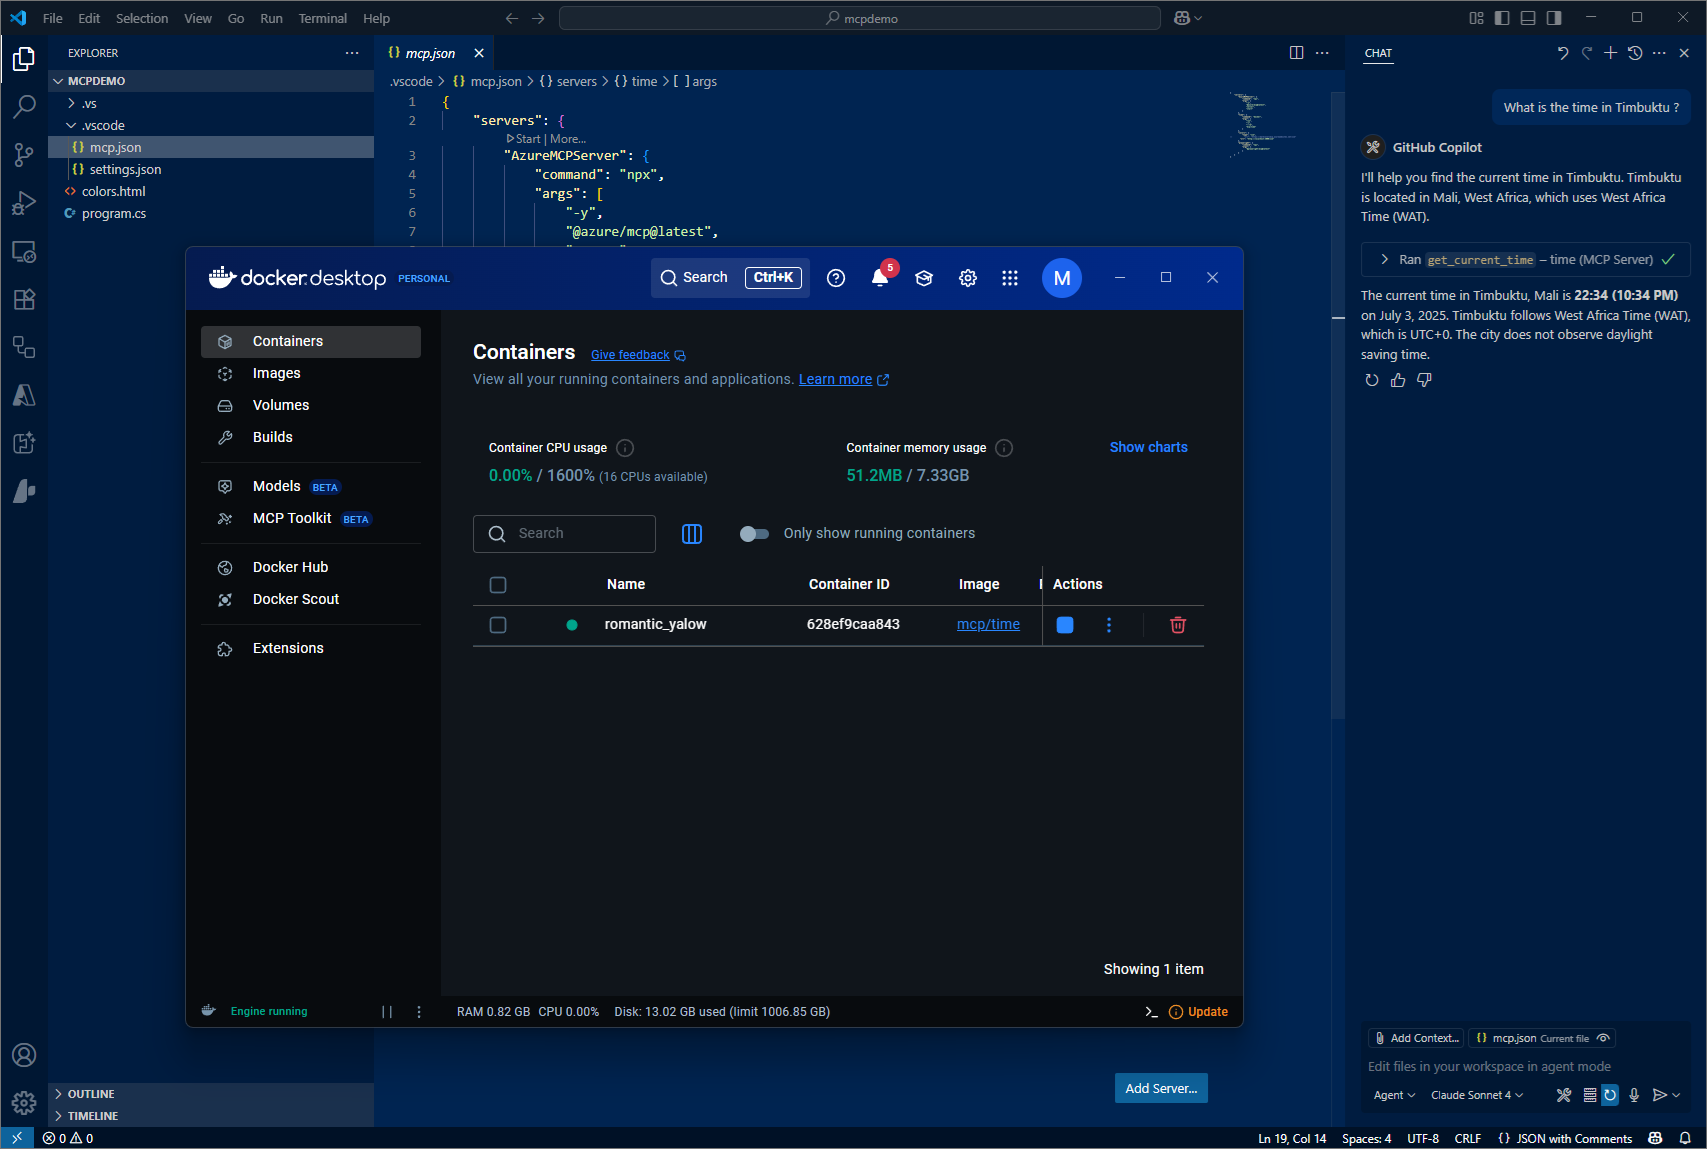 File Edit Selection View Go Run Terminal Help
mcpdemo
EXPLORER
MCPDEMO
.vs
.vscode
{} mcp.json
{} settings.json
<> colors.html
C# program.cs
OUTLINE
TIMELINE
{} mcp.json
.vscode > {} mcp.json > {} servers > {} time > [ ] args
1 {
2 "servers": {
Start | More...
3 "AzureMCPServer": {
4 "command": "npx",
5 "args": [
6 "-y",
7 "@azure/mcp@latest",
docker.desktop PERSONAL
Search Ctrl+K
5
M
Containers
Images
Volumes
Builds
Models BETA
MCP Toolkit BETA
Docker Hub
Docker Scout
Extensions
Containers Give feedback
View all your running containers and applications. Learn more
Container CPU usage
0.00% / 1600% (16 CPUs available)
Container memory usage
51.2MB / 7.33GB
Show charts
Search
Only show running containers
Name Container ID Image Actions
romantic_yalow 628ef9caa843 mcp/time
Showing 1 item
Engine running
RAM 0.82 GB CPU 0.00% Disk: 13.02 GB used (limit 1006.85 GB)
Update
Add Server...
CHAT
What is the time in Timbuktu ?
GitHub Copilot
I'll help you find the current time in Timbuktu. Timbuktu
is located in Mali, West Africa, which uses West Africa
Time (WAT).
Ran get_current_time – time (MCP Server)
The current time in Timbuktu, Mali is 22:34 (10:34 PM)
on July 3, 2025. Timbuktu follows West Africa Time (WAT),
which is UTC+0. The city does not observe daylight
saving time.
Add Context...
{} mcp.json Current file
Edit files in your workspace in agent mode
Agent
Claude Sonnet 4
0 0
Ln 19, Col 14 Spaces: 4 UTF-8 CRLF {} JSON with Comments